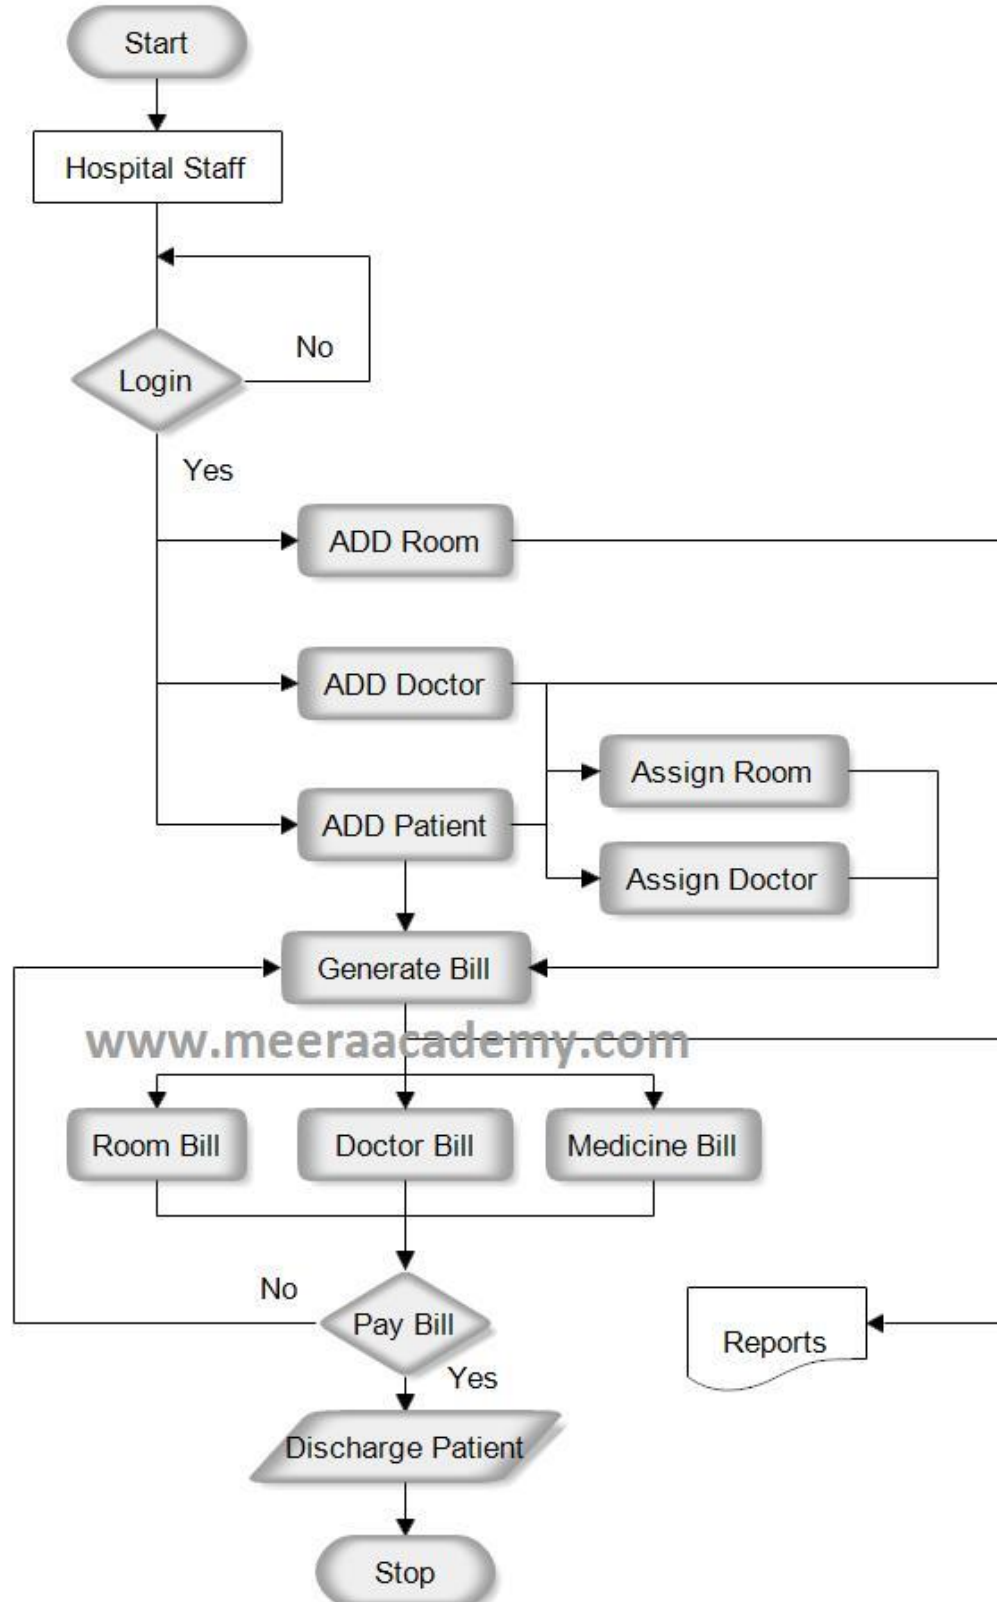 Start
Hospital Staff
No
Login
Yes
ADD Room
ADD Doctor
Assign Room
ADD Patient
Assign Doctor
Generate Bill
www.meeraacademy.com
Room Bill
Doctor Bill
Medicine Bill
No
Pay Bill
Reports
Yes
Discharge Patient
Stop